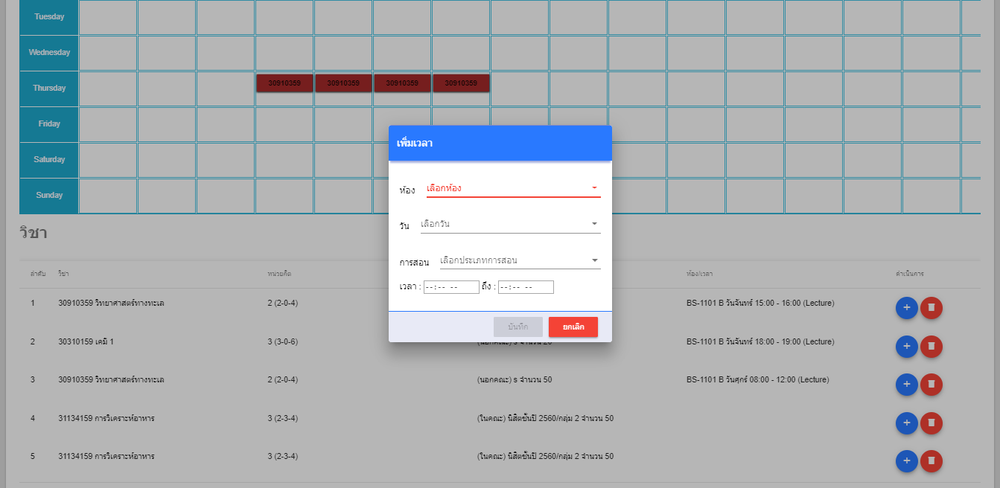 Tuesday
Wednesday
Thursday 30910359 30910359 30910359 30910359
Friday
Saturday
Sunday
เพิ่มเวลา
ห้อง เลือกห้อง
วัน เลือกวัน
การสอน เลือกประเภทการสอน
เวลา : --:-- -- ถึง : --:-- --
บันทึก ยกเลิก
วิชา
ลำดับ วิชา หน่วยกิต ห้อง/เวลา ดำเนินการ
1 30910359 วิทยาศาสตร์ทางทะเล 2 (2-0-4) BS-1101 B วันจันทร์ 15:00 - 16:00 (Lecture)
2 30310159 เคมี 1 3 (3-0-6) (นอกคณะ) s จำนวน 20 BS-1101 B วันจันทร์ 18:00 - 19:00 (Lecture)
3 30910359 วิทยาศาสตร์ทางทะเล 2 (2-0-4) (นอกคณะ) s จำนวน 50 BS-1101 B วันศุกร์ 08:00 - 12:00 (Lecture)
4 31134159 การวิเคราะห์อาหาร 3 (2-3-4) (ในคณะ) นิสิตชั้นปี 2560/กลุ่ม 2 จำนวน 50
5 31134159 การวิเคราะห์อาหาร 3 (2-3-4) (ในคณะ) นิสิตชั้นปี 2560/กลุ่ม 2 จำนวน 50